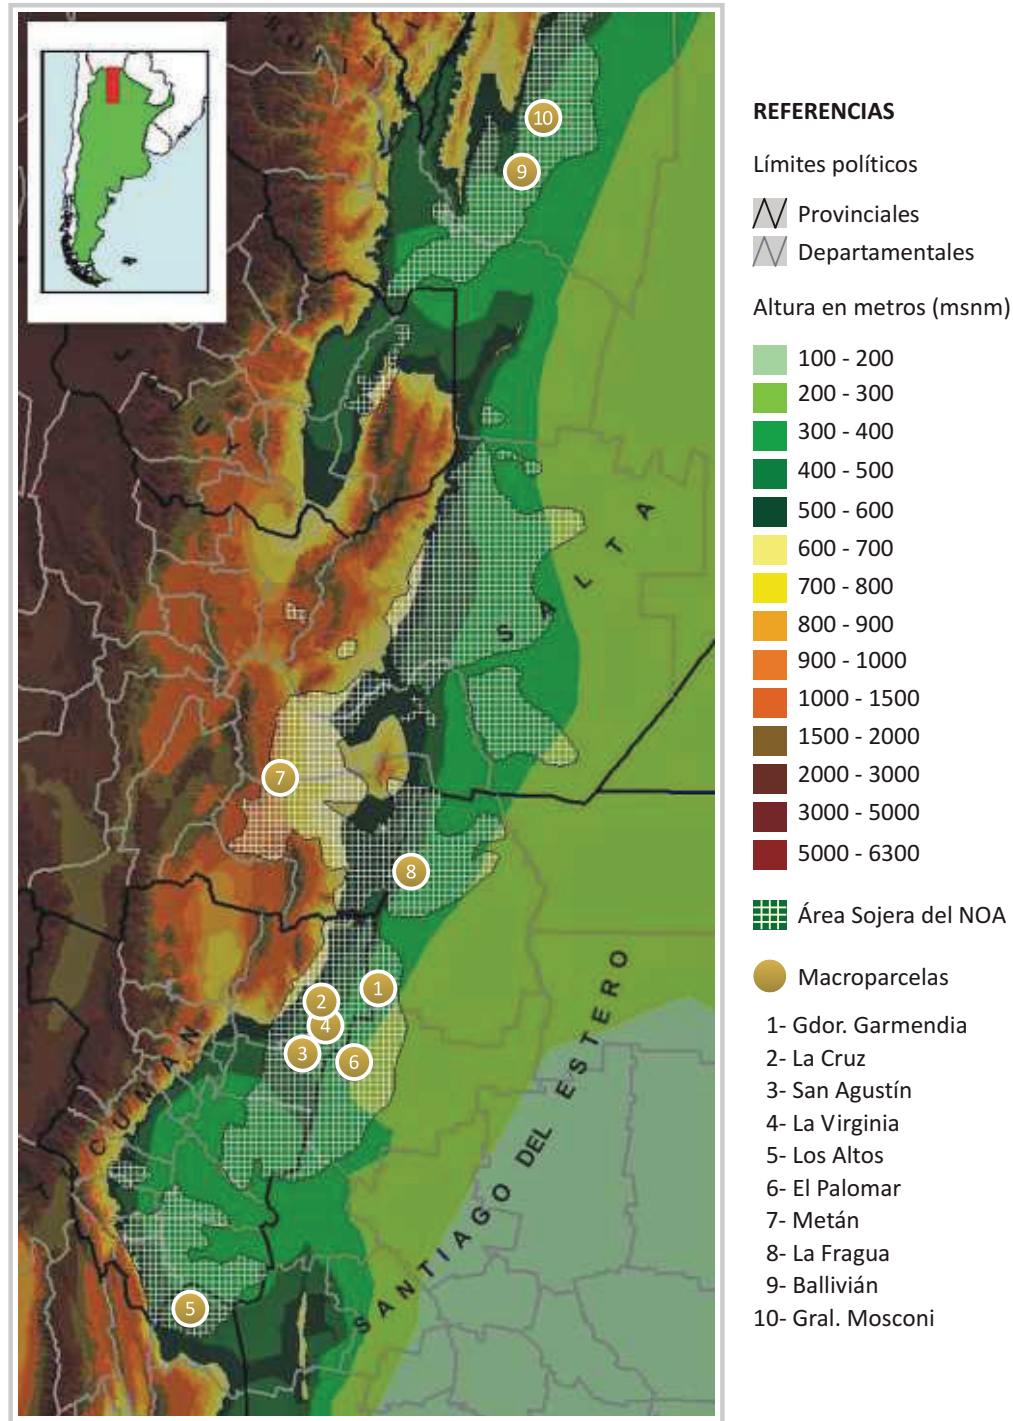 BOLIVIA
JUJUY
SALTA
TUCUMAN
SANTIAGO DEL ESTERO
10
9
7
8
1
2
4
3
6
5
REFERENCIAS
Límites políticos
Provinciales
Departamentales
Altura en metros (msnm)
100 - 200
200 - 300
300 - 400
400 - 500
500 - 600
600 - 700
700 - 800
800 - 900
900 - 1000
1000 - 1500
1500 - 2000
2000 - 3000
3000 - 5000
5000 - 6300
Área Sojera del NOA
Macroparcelas
1- Gdor. Garmendia
2- La Cruz
3- San Agustín
4- La Virginia
5- Los Altos
6- El Palomar
7- Metán
8- La Fragua
9- Ballivián
10- Gral. Mosconi